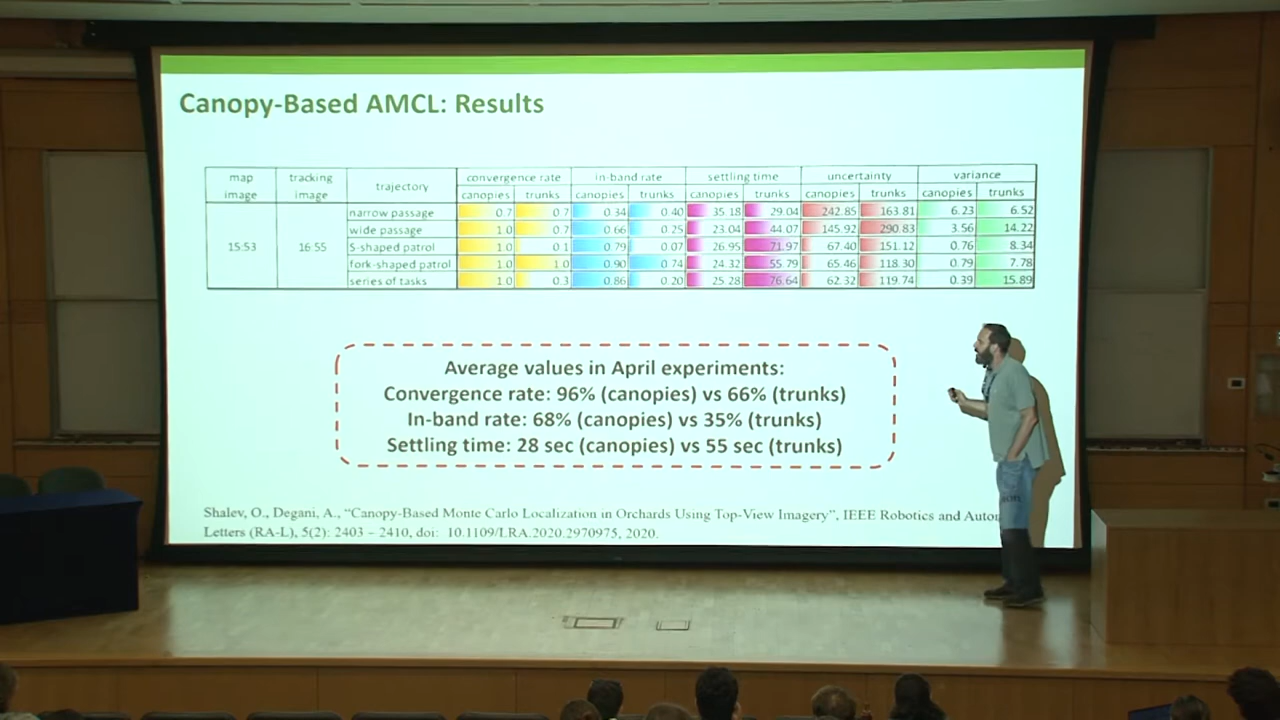 Canopy-Based AMCL: Results
map image tracking image trajectory convergence rate in-band rate settling time uncertainty variance
canopies trunks canopies trunks canopies trunks canopies trunks canopies trunks
narrow passage 0.7 0.7 0.34 0.40 35.18 29.04 242.85 163.81 6.23 6.52
wide passage 1.0 0.7 0.66 0.25 23.04 44.07 145.92 290.83 3.56 14.22
15:53 16:55 S-shaped patrol 1.0 0.1 0.79 0.07 26.95 71.97 67.40 151.12 0.76 8.34
fork-shaped patrol 1.0 1.0 0.90 0.74 24.32 55.79 65.46 118.30 0.79 7.78
series of tasks 1.0 0.3 0.86 0.20 25.28 76.64 62.32 119.74 0.39 15.89
Average values in April experiments:
Convergence rate: 96% (canopies) vs 66% (trunks)
In-band rate: 68% (canopies) vs 35% (trunks)
Settling time: 28 sec (canopies) vs 55 sec (trunks)
Shalev, O., Degani, A., “Canopy-Based Monte Carlo Localization in Orchards Using Top-View Imagery”, IEEE Robotics and
Letters (RA-L), 5(2): 2403 – 2410, doi: 10.1109/LRA.2020.2970975, 2020.